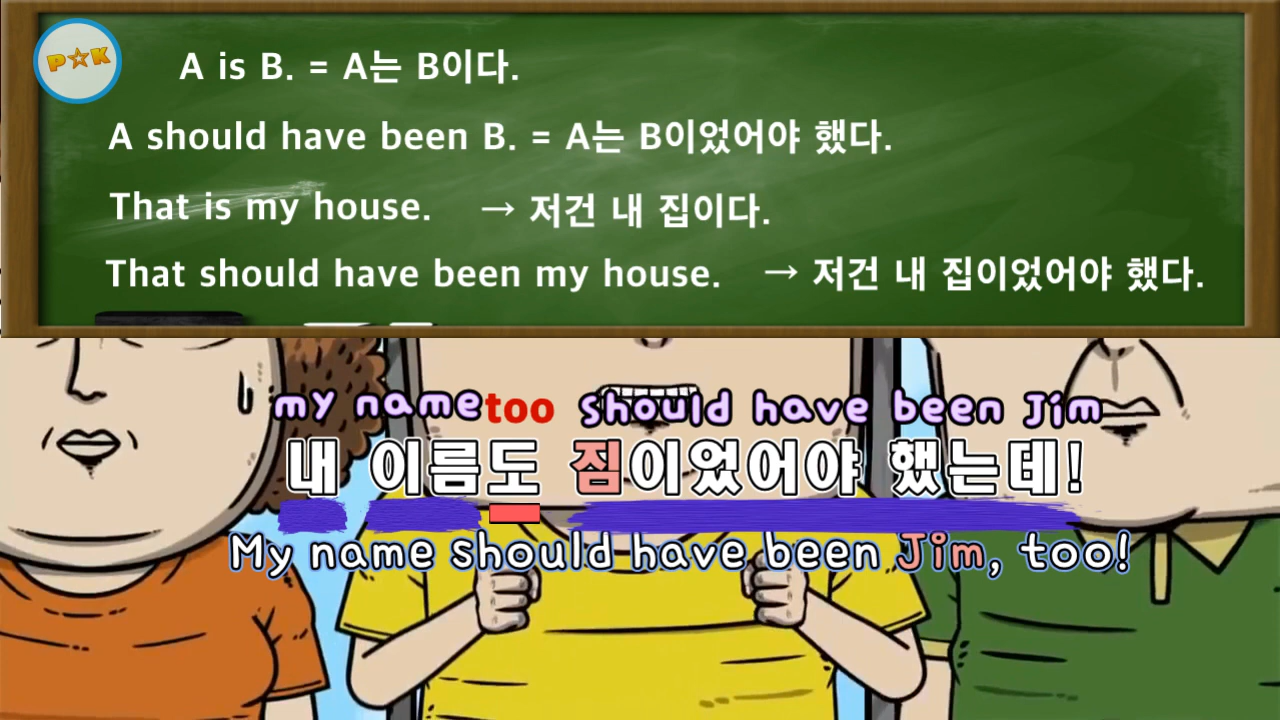 P☆K
A is B. = A는 B이다.
A should have been B. = A는 B이었어야 했다.
That is my house. → 저건 내 집이다.
That should have been my house. → 저건 내 집이었어야 했다.
my name too should have been Jim
내 이름도 짐이었어야 했는데!
My name should have been Jim, too!